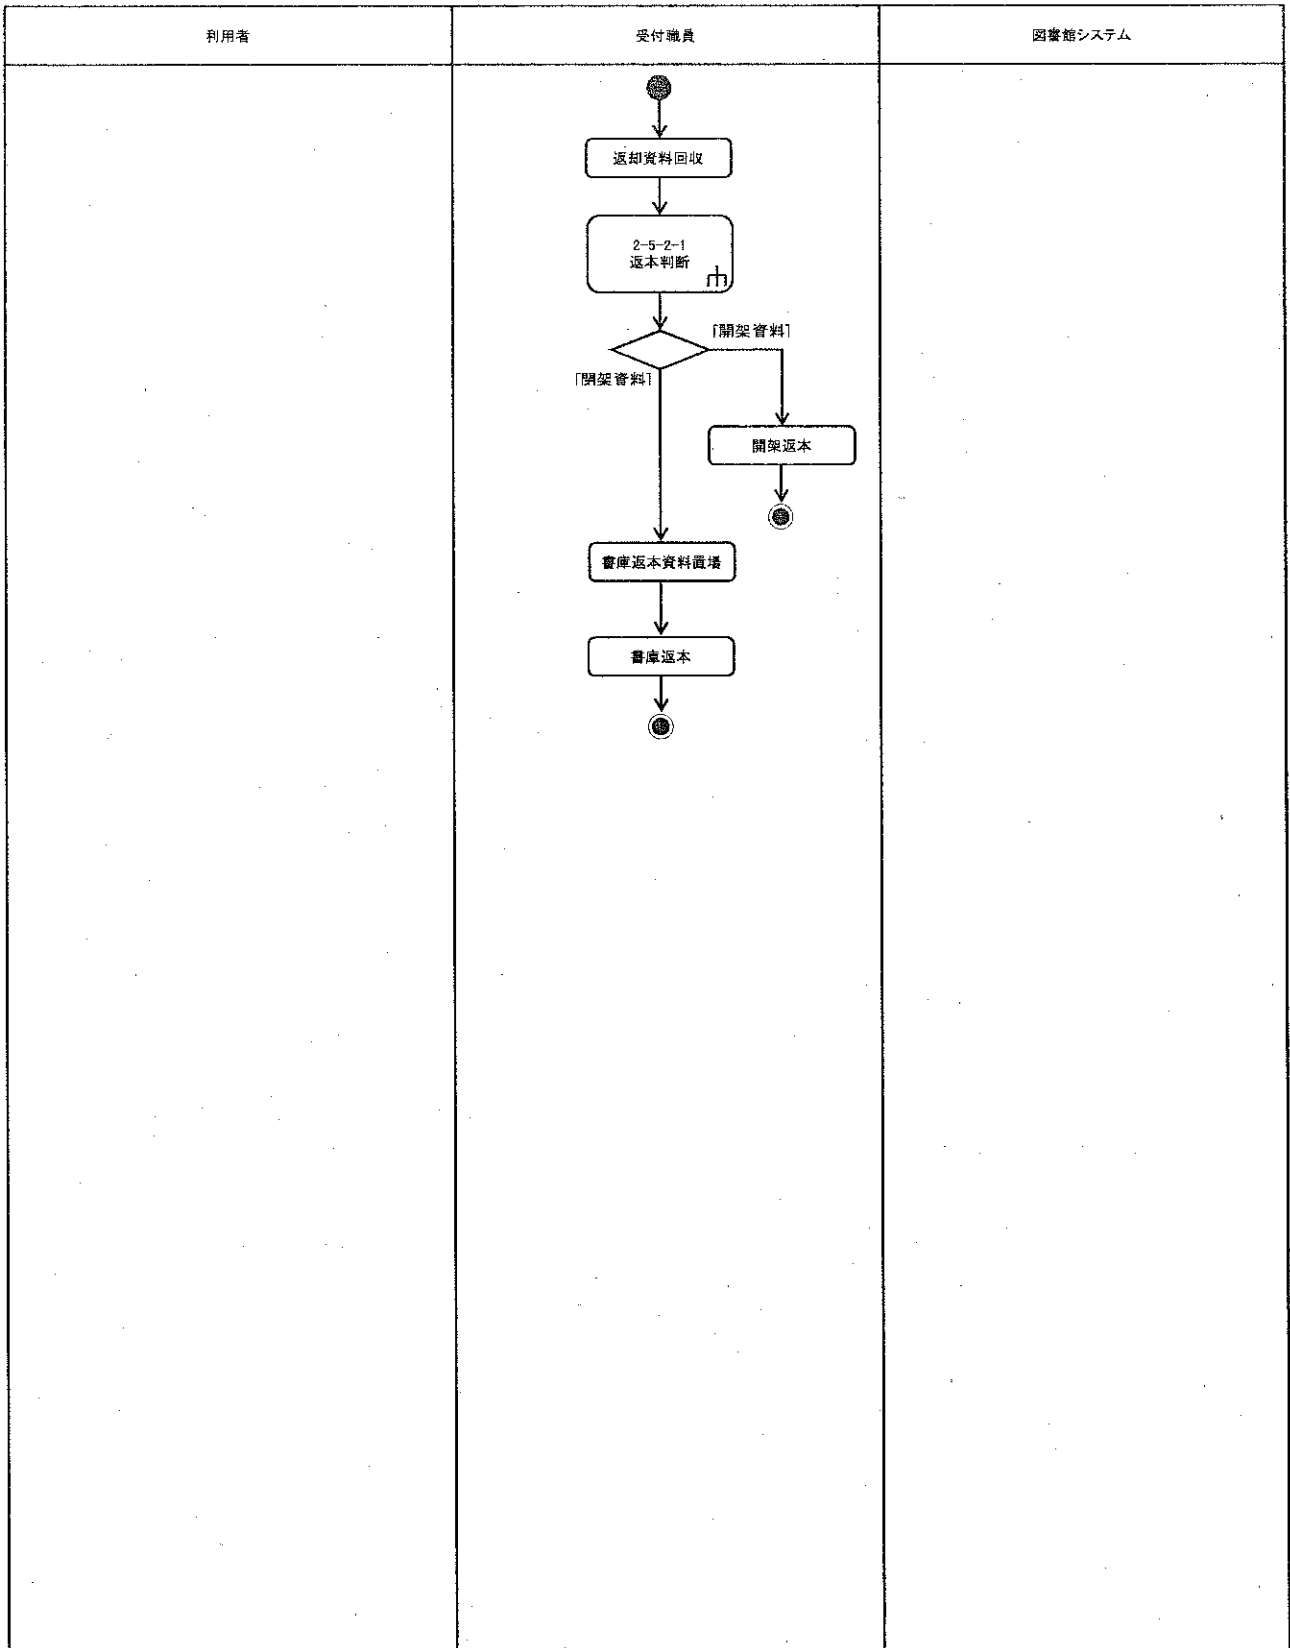 利用者
受付職員
図書館システム
返却資料回収
2-5-2-1
返本判断
[開架資料]
[閉架資料]
開架返本
書庫返本資料置場
書庫返本